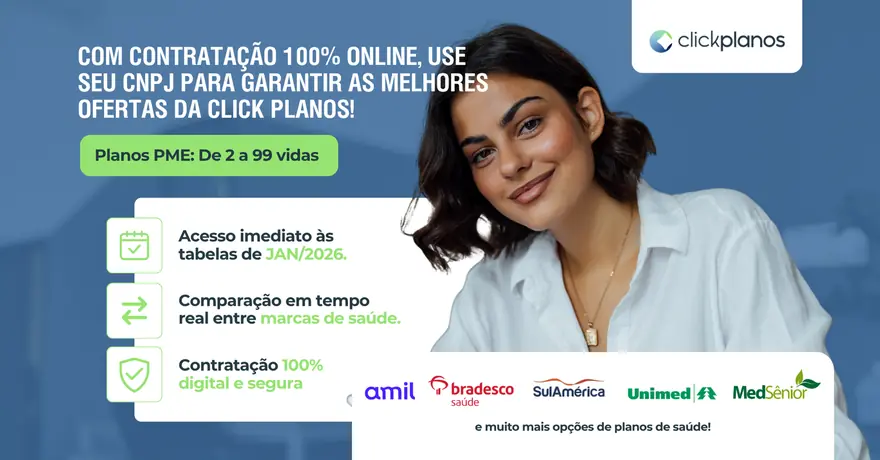 clickplanos
COM CONTRATAÇÃO 100% ONLINE, USE
SEU CNPJ PARA GARANTIR AS MELHORES
OFERTAS DA CLICK PLANOS!
Planos PME: De 2 a 99 vidas
Acesso imediato às
tabelas de JAN/2026.
Comparação em tempo
real entre marcas de saúde.
Contratação 100%
digital e segura
amil
bradesco
saúde
SulAmérica
Unimed
MedSênior
e muito mais opções de planos de saúde!